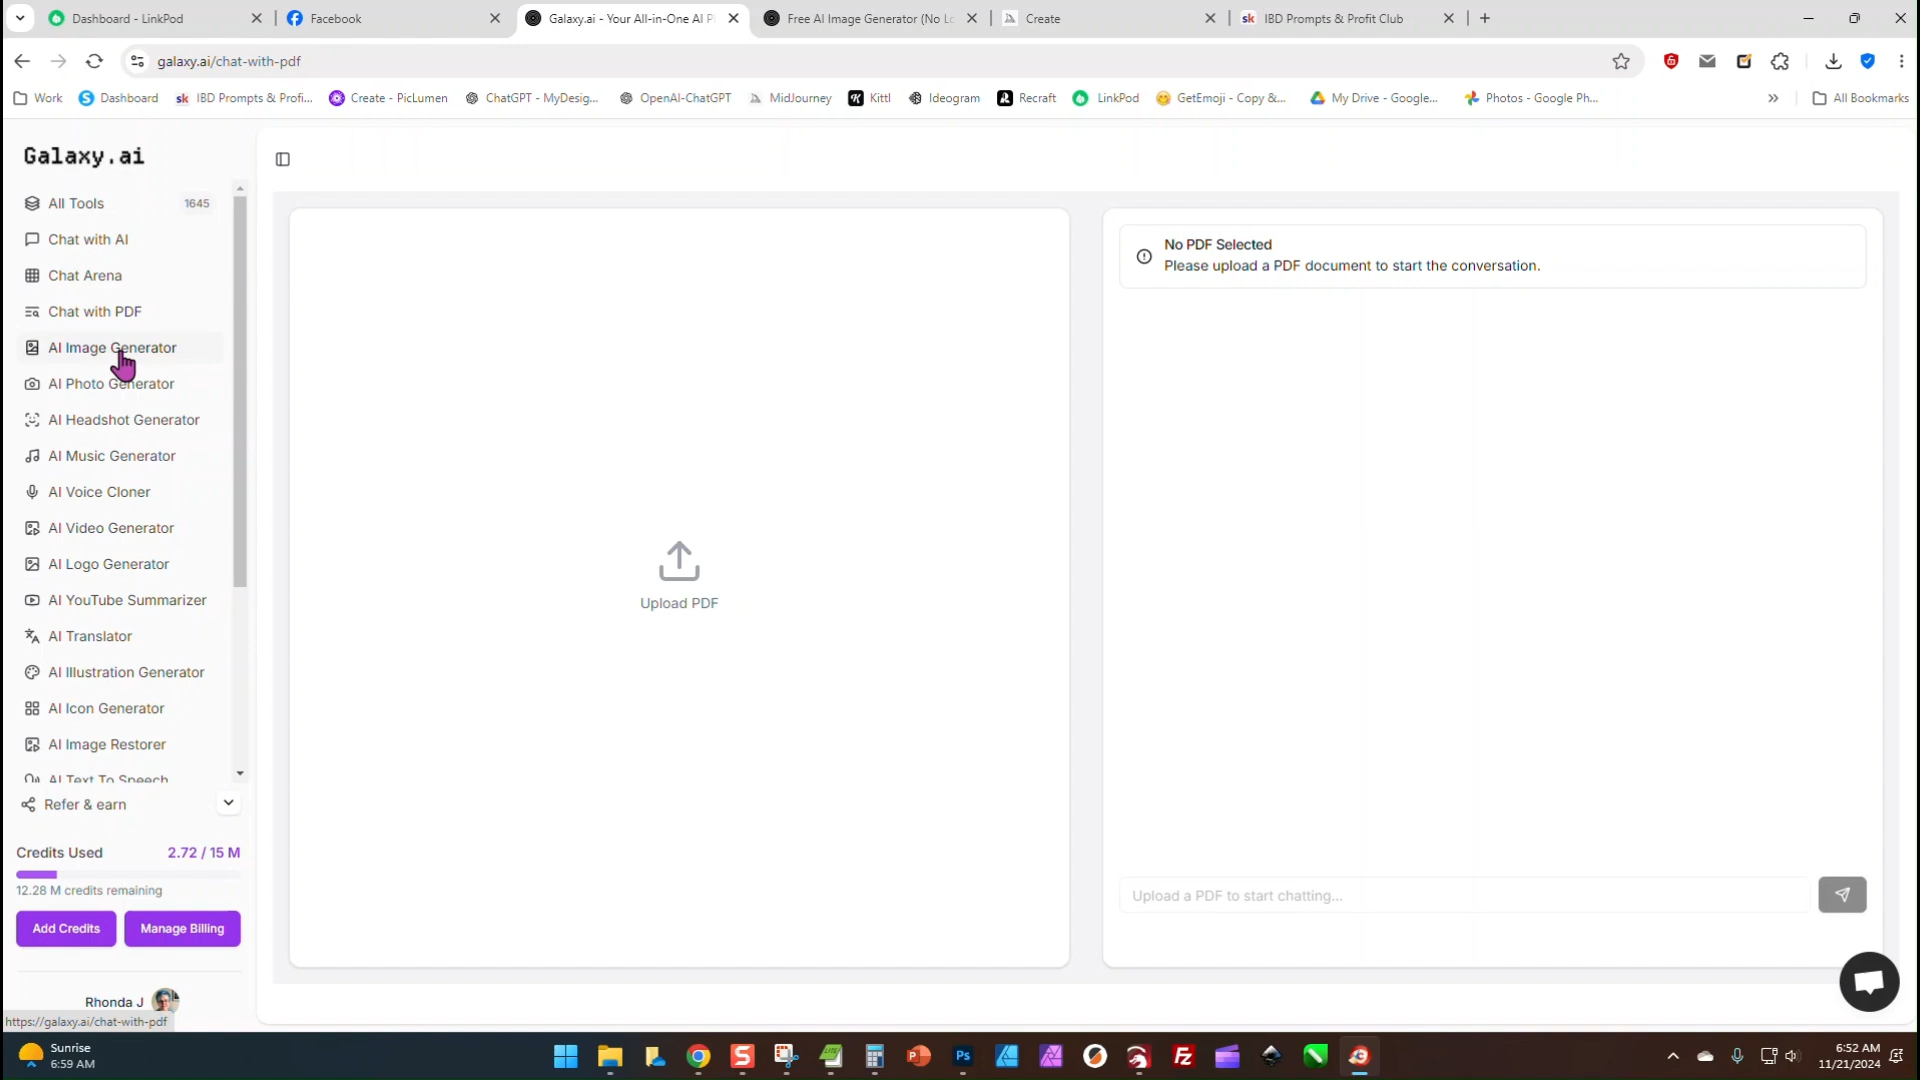 Dashboard - LinkPod
Facebook
Galaxy.ai - Your All-in-One AI P
Free AI Image Generator (No Lo
Create
IBD Prompts & Profit Club
galaxy.ai/chat-with-pdf
Work
Dashboard
IBD Prompts & Profi...
Create - PicLumen
ChatGPT - MyDesig...
OpenAI-ChatGPT
MidJourney
Kittl
Ideogram
Recraft
LinkPod
GetEmoji - Copy &...
My Drive - Google...
Photos - Google Ph...
All Bookmarks
Galaxy.ai
All Tools 1645
Chat with AI
Chat Arena
Chat with PDF
AI Image Generator
AI Photo Generator
AI Headshot Generator
AI Music Generator
AI Voice Cloner
AI Video Generator
AI Logo Generator
AI YouTube Summarizer
AI Translator
AI Illustration Generator
AI Icon Generator
AI Image Restorer
AI Text To Speech
Refer & earn
Credits Used 2.72 / 15 M
12.28 M credits remaining
Add Credits
Manage Billing
Rhonda J
https://galaxy.ai/chat-with-pdf
Upload PDF
No PDF Selected
Please upload a PDF document to start the conversation.
Upload a PDF to start chatting...
Sunrise
6:59 AM
6:52 AM
11/21/2024